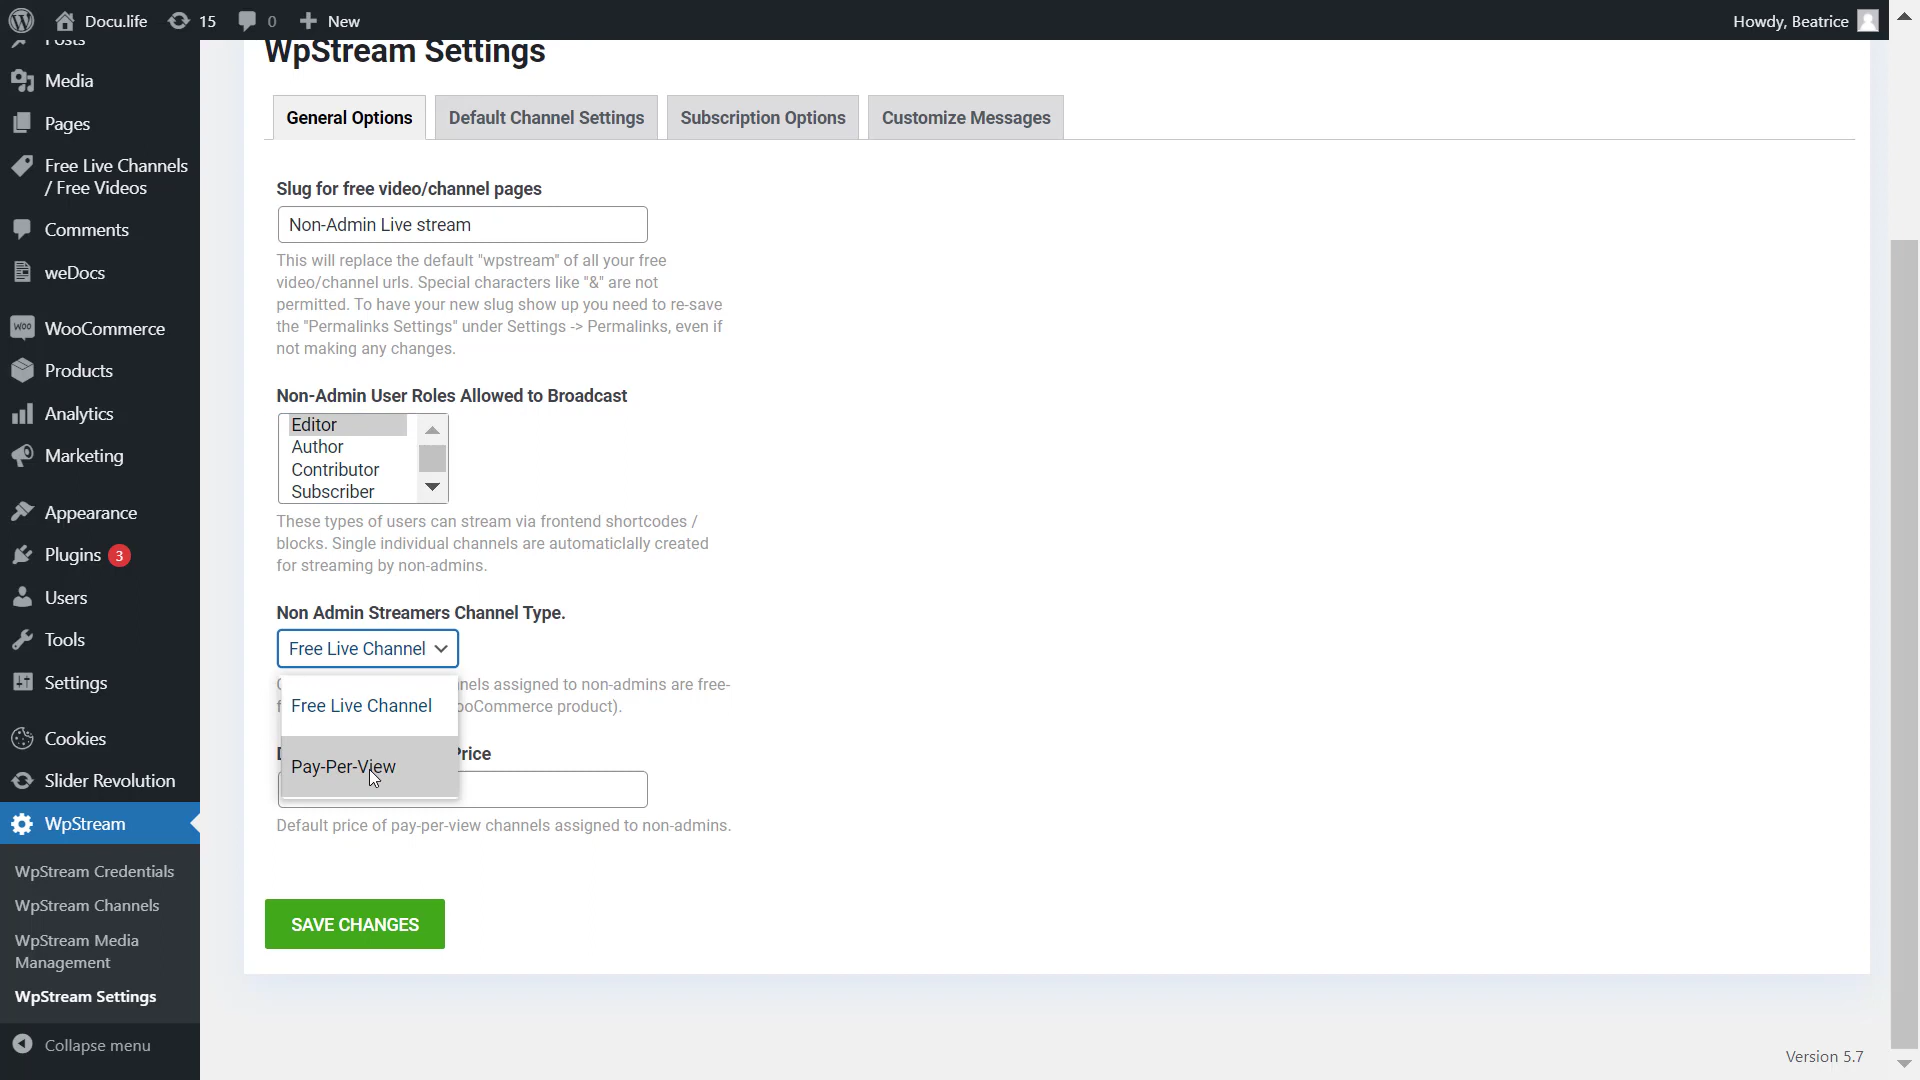 Docu.life 15 0 New Howdy, Beatrice
Posts
Media
Pages
Free Live Channels
/ Free Videos
Comments
weDocs
WooCommerce
Products
Analytics
Marketing
Appearance
Plugins 3
Users
Tools
Settings
Cookies
Slider Revolution
WpStream
WpStream Credentials
WpStream Channels
WpStream Media
Management
WpStream Settings
Collapse menu
WpStream Settings
General Options Default Channel Settings Subscription Options Customize Messages
Slug for free video/channel pages
Non-Admin Live stream
This will replace the default "wpstream" of all your free
video/channel urls. Special characters like "&" are not
permitted. To have your new slug show up you need to re-save
the "Permalinks Settings" under Settings -> Permalinks, even if
not making any changes.
Non-Admin User Roles Allowed to Broadcast
Editor
Author
Contributor
Subscriber
These types of users can stream via frontend shortcodes /
blocks. Single individual channels are automaticlally created
for streaming by non-admins.
Non Admin Streamers Channel Type.
Free Live Channel
assigned to non-admins are free-
Free Live Channel
product).
Pay-Per-View
Default price of pay-per-view channels assigned to non-admins.
SAVE CHANGES
Version 5.7